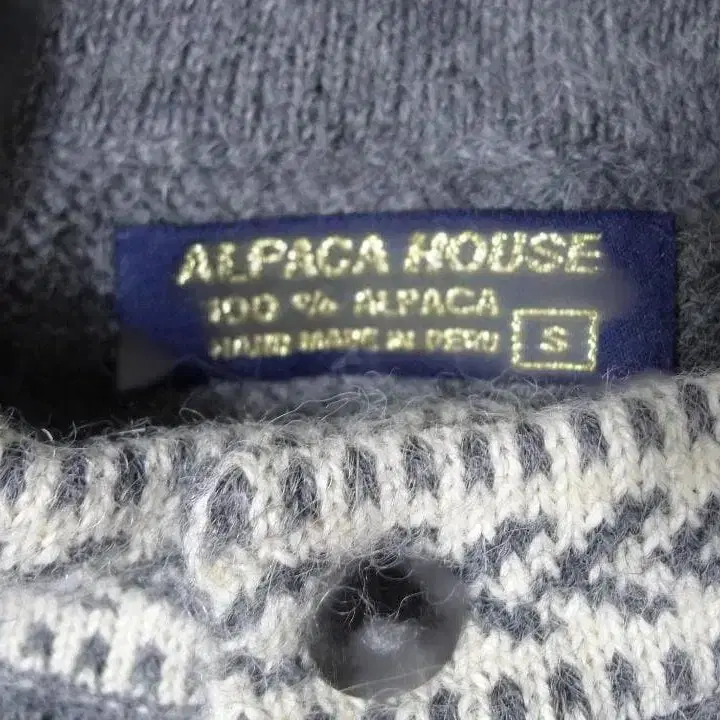 ALPACA HOUSE
100 % ALPACA
HAND MADE IN PERU
S